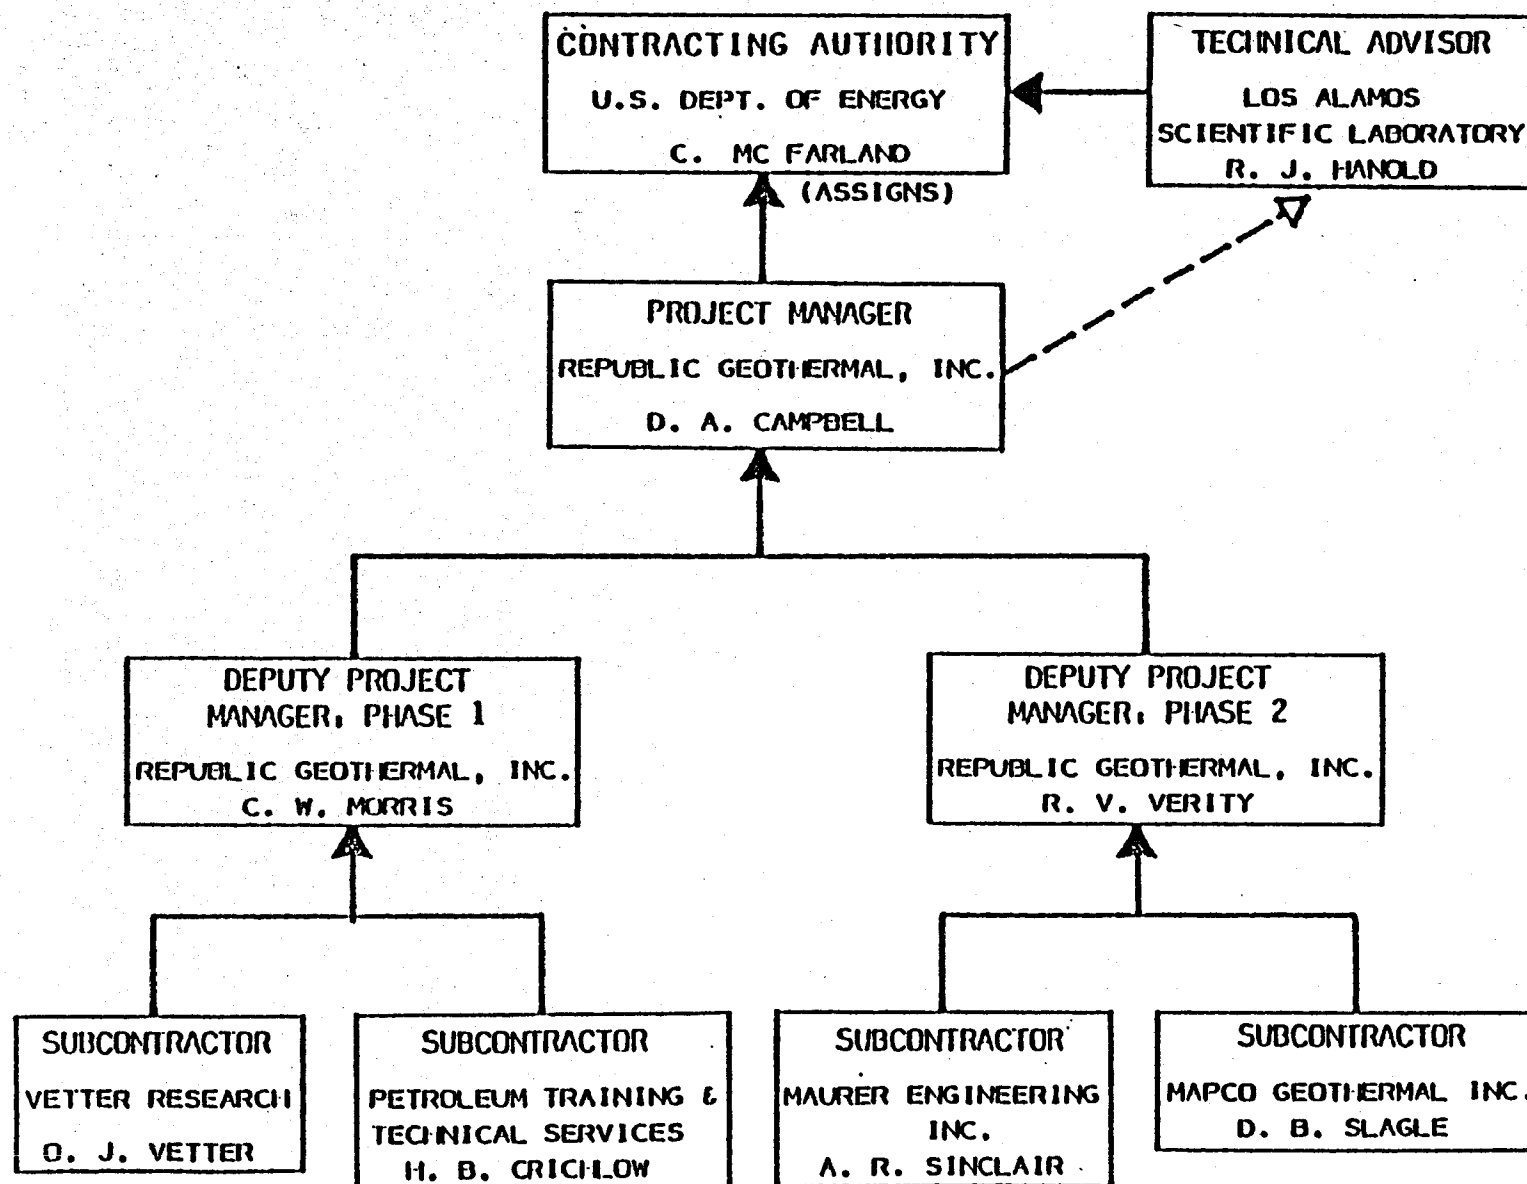 CONTRACTING AUTHORITY
U.S. DEPT. OF ENERGY
C. MC FARLAND
(ASSIGNS)
TECHNICAL ADVISOR
LOS ALAMOS
SCIENTIFIC LABORATORY
R. J. HANOLD
PROJECT MANAGER
REPUBLIC GEOTHERMAL, INC.
D. A. CAMPBELL
DEPUTY PROJECT
MANAGER, PHASE 1
REPUBLIC GEOTHERMAL, INC.
C. W. MORRIS
DEPUTY PROJECT
MANAGER, PHASE 2
REPUBLIC GEOTHERMAL, INC.
R. V. VERITY
SUBCONTRACTOR
VETTER RESEARCH
O. J. VETTER
SUBCONTRACTOR
PETROLEUM TRAINING &
TECHNICAL SERVICES
H. B. CRICHLOW
SUBCONTRACTOR
MAURER ENGINEERING
INC.
A. R. SINCLAIR
SUBCONTRACTOR
MAPCO GEOTHERMAL INC.
D. B. SLAGLE